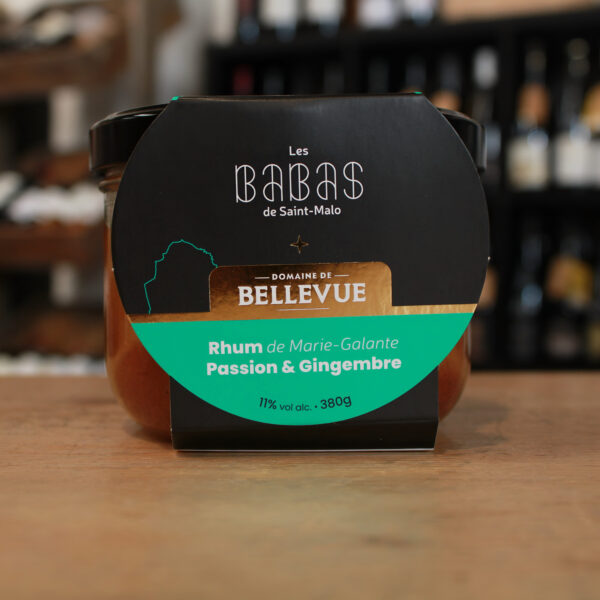 Les
BABAS
de Saint-Malo
DOMAINE DE
BELLEVUE
Rhum de Marie-Galante
Passion & Gingembre
11% vol alc. • 380g